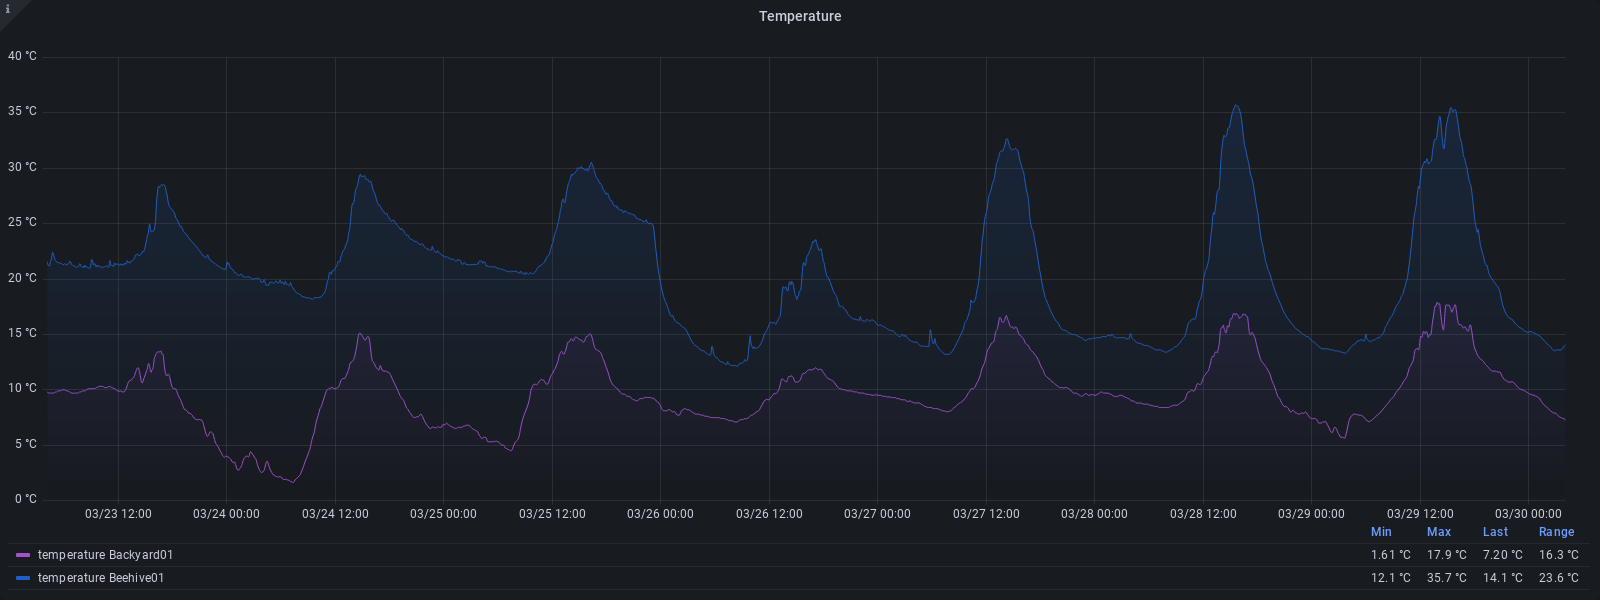 i
Temperature
40 °C
35 °C
30 °C
25 °C
20 °C
15 °C
10 °C
5 °C
0 °C
03/23 12:00 03/24 00:00 03/24 12:00 03/25 00:00 03/25 12:00 03/26 00:00 03/26 12:00 03/27 00:00 03/27 12:00 03/28 00:00 03/28 12:00 03/29 00:00 03/29 12:00 03/30 00:00
Min Max Last Range
temperature Backyard01 1.61 °C 17.9 °C 7.20 °C 16.3 °C
temperature Beehive01 12.1 °C 35.7 °C 14.1 °C 23.6 °C